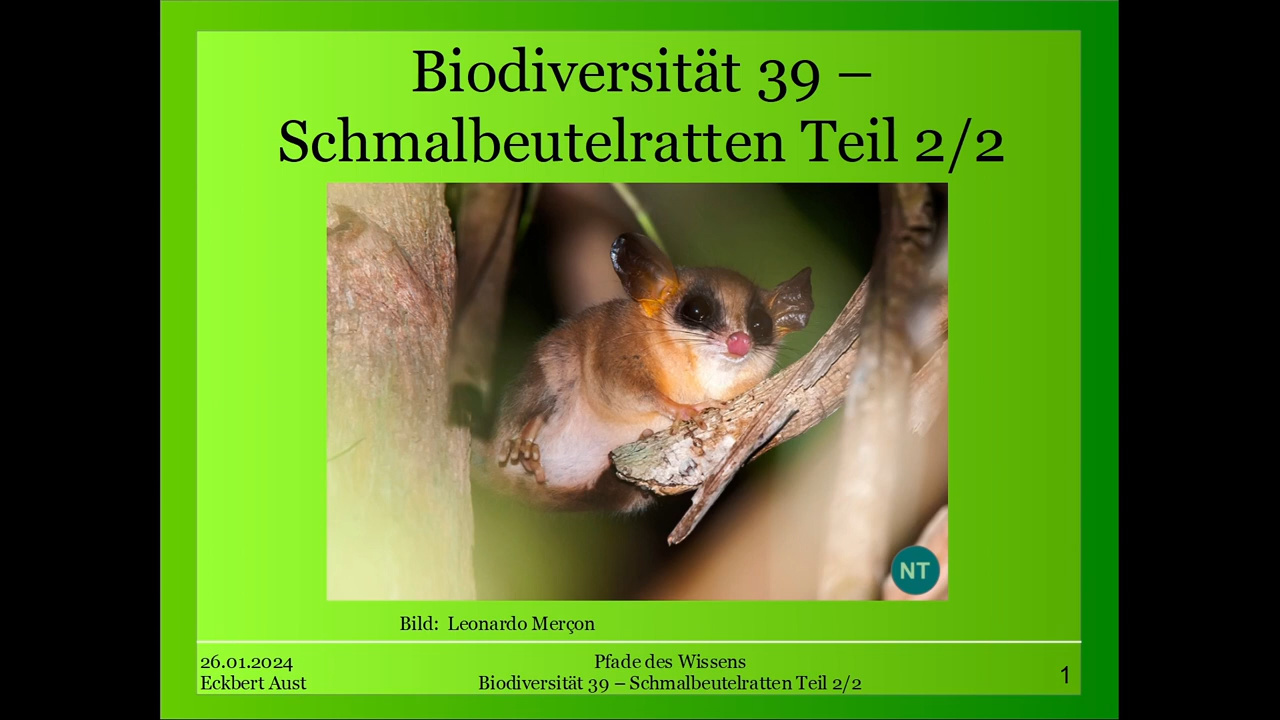 Biodiversität 39 –
Schmalbeutelratten Teil 2/2
NT
Bild: Leonardo Merçon
26.01.2024
Eckbert Aust
Pfade des Wissens
Biodiversität 39 – Schmalbeutelratten Teil 2/2
1